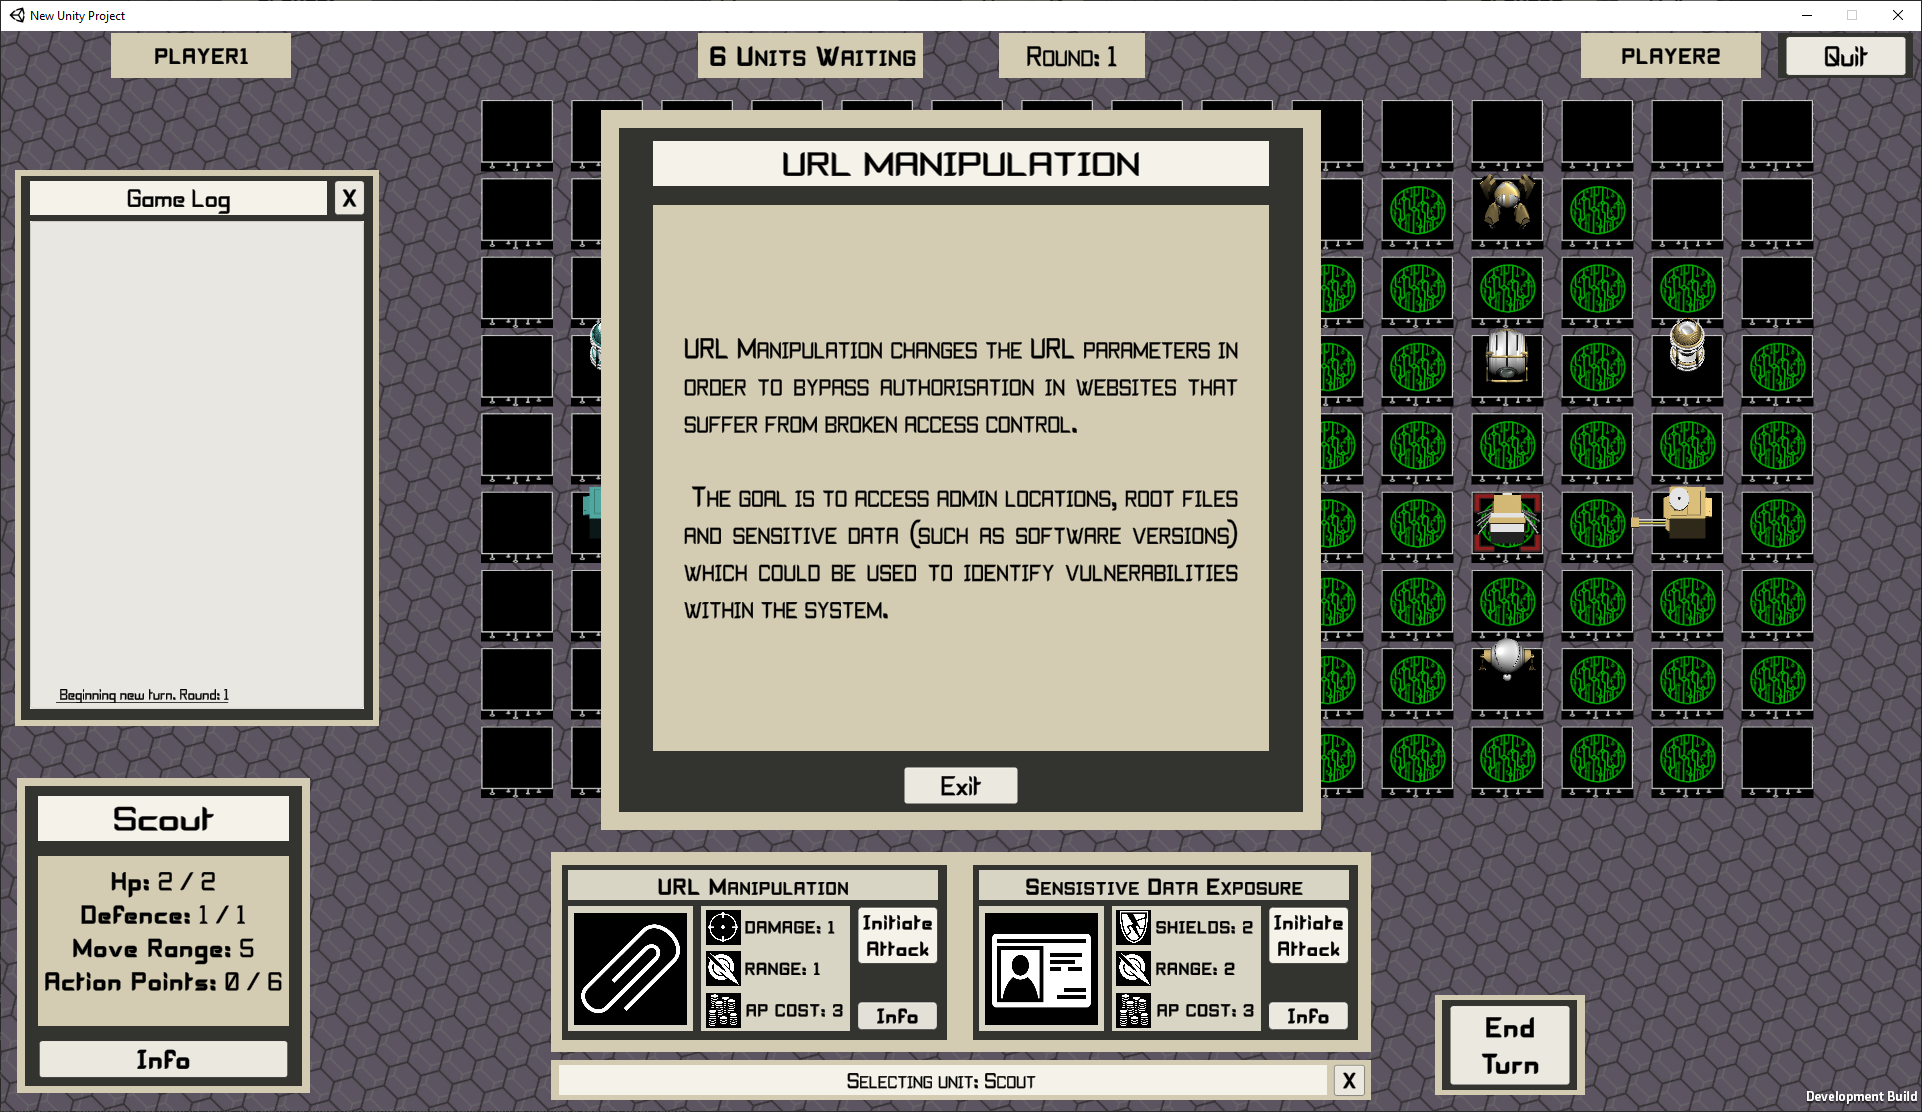 New Unity Project
PLAYER1
6 Units Waiting
Round: 1
PLAYER2
Quit
URL MANIPULATION
Game Log
X
URL Manipulation changes the URL parameters in
order to bypass authorisation in websites that
suffer from broken access control.
The goal is to access admin locations, root files
and sensitive data (such as software versions)
which could be used to identify vulnerabilities
within the system.
Beginning new turn. Round: 1
Exit
Scout
Hp: 2 / 2
Defence: 1 / 1
Move Range: 5
Action Points: 0 / 6
Info
URL Manipulation
Damage: 1
Range: 1
AP Cost: 3
Initiate
Attack
Info
Sensistive Data Exposure
Shields: 2
Range: 2
AP Cost: 3
Initiate
Attack
Info
Selecting unit: Scout
X
End
Turn
Development Build